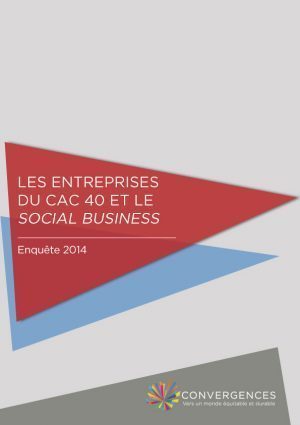 LES ENTREPRISES
DU CAC 40 ET LE
SOCIAL BUSINESS
Enquête 2014
CONVERGENCES
Vers un monde équitable et durable